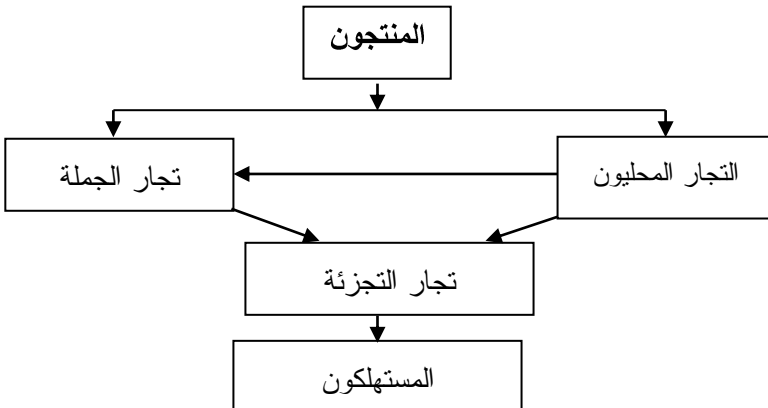 المنتجون
التجار المحليون
تجار الجملة
تجار التجزئة
المستهلكون